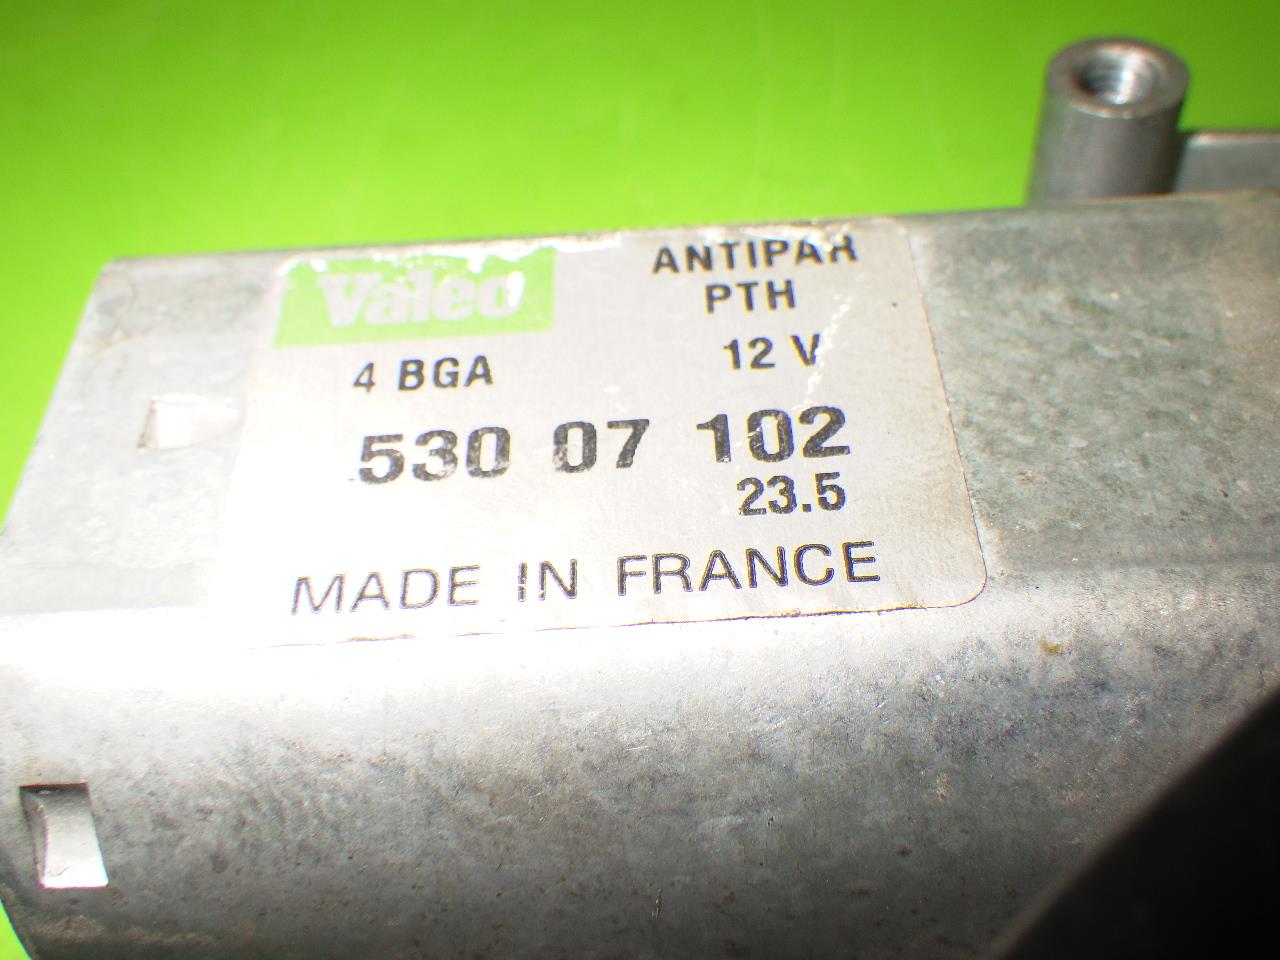 Valeo
ANTIPAR
PTH
4 BGA
12 V
530 07 102
23.5
MADE IN FRANCE